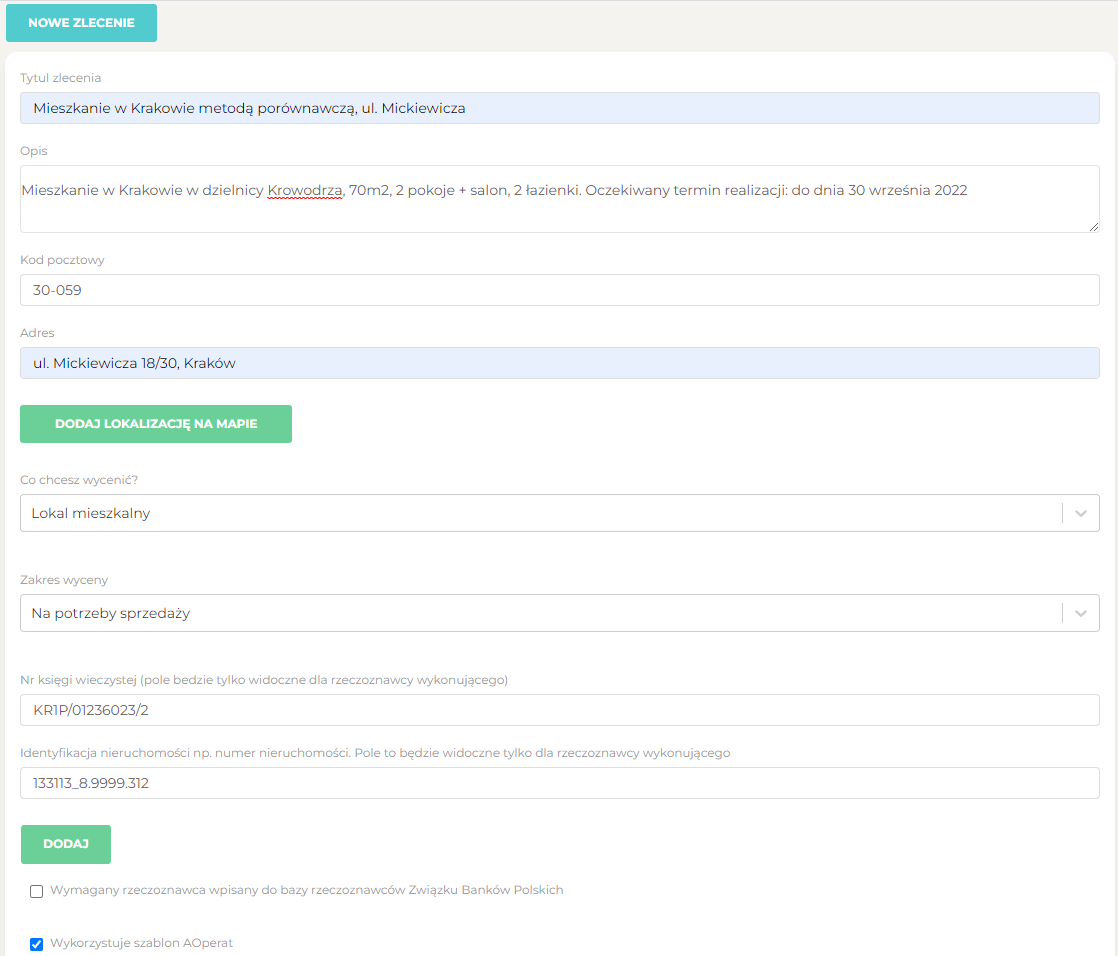 NOWE ZLECENIE
Tytul zlecenia
Mieszkanie w Krakowie metodą porównawczą, ul. Mickiewicza
Opis
Mieszkanie w Krakowie w dzielnicy Krowodrza, 70m2, 2 pokoje + salon, 2 łazienki. Oczekiwany termin realizacji: do dnia 30 września 2022
Kod pocztowy
30-059
Adres
ul. Mickiewicza 18/30, Kraków
DODAJ LOKALIZACJĘ NA MAPIE
Co chcesz wycenić?
Lokal mieszkalny
Zakres wyceny
Na potrzeby sprzedaży
Nr księgi wieczystej (pole bedzie tylko widoczne dla rzeczoznawcy wykonującego)
KR1P/01236023/2
Identyfikacja nieruchomości np. numer nieruchomości. Pole to będzie widoczne tylko dla rzeczoznawcy wykonującego
133113_8.9999.312
DODAJ
Wymagany rzeczoznawca wpisany do bazy rzeczoznawców Związku Banków Polskich
Wykorzystuje szablon AOperat